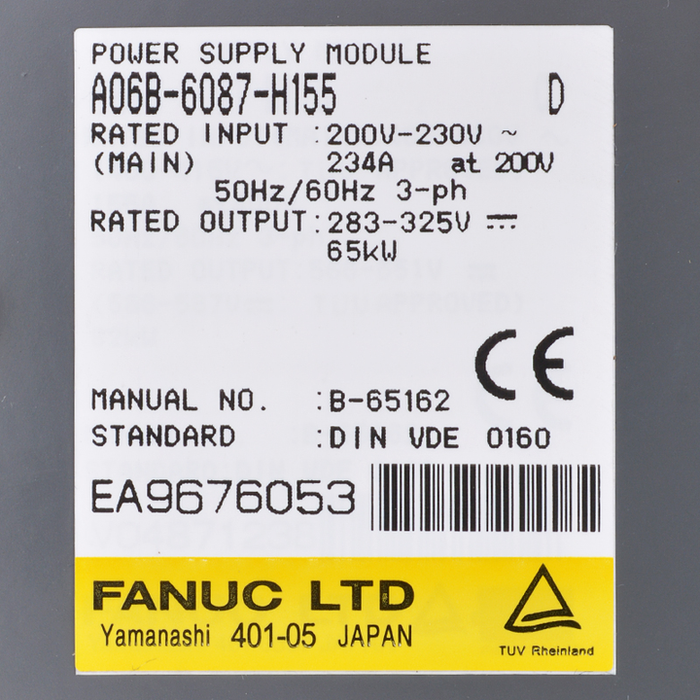 POWER SUPPLY MODULE
A06B-6087-H155 D
RATED INPUT :200V-230V ~
(MAIN) 234A at 200V
50Hz/60Hz 3-ph
RATED OUTPUT:283-325V ⎓
65kW
CE
MANUAL NO. :B-65162
STANDARD :DIN VDE 0160
EA9676053
FANUC LTD
Yamanashi 401-05 JAPAN
TUV Rheinland